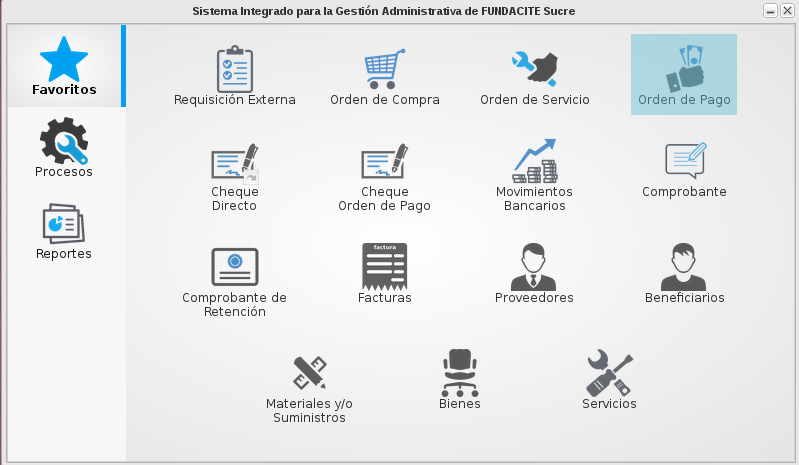 Sistema Integrado para la Gestión Administrativa de FUNDACITE Sucre
Favoritos
Procesos
Reportes
Requisición Externa
Orden de Compra
Orden de Servicio
Orden de Pago
Cheque
Directo
Cheque
Orden de Pago
Movimientos
Bancarios
Comprobante
Comprobante de
Retención
factura
Facturas
Proveedores
Beneficiarios
Materiales y/o
Suministros
Bienes
Servicios